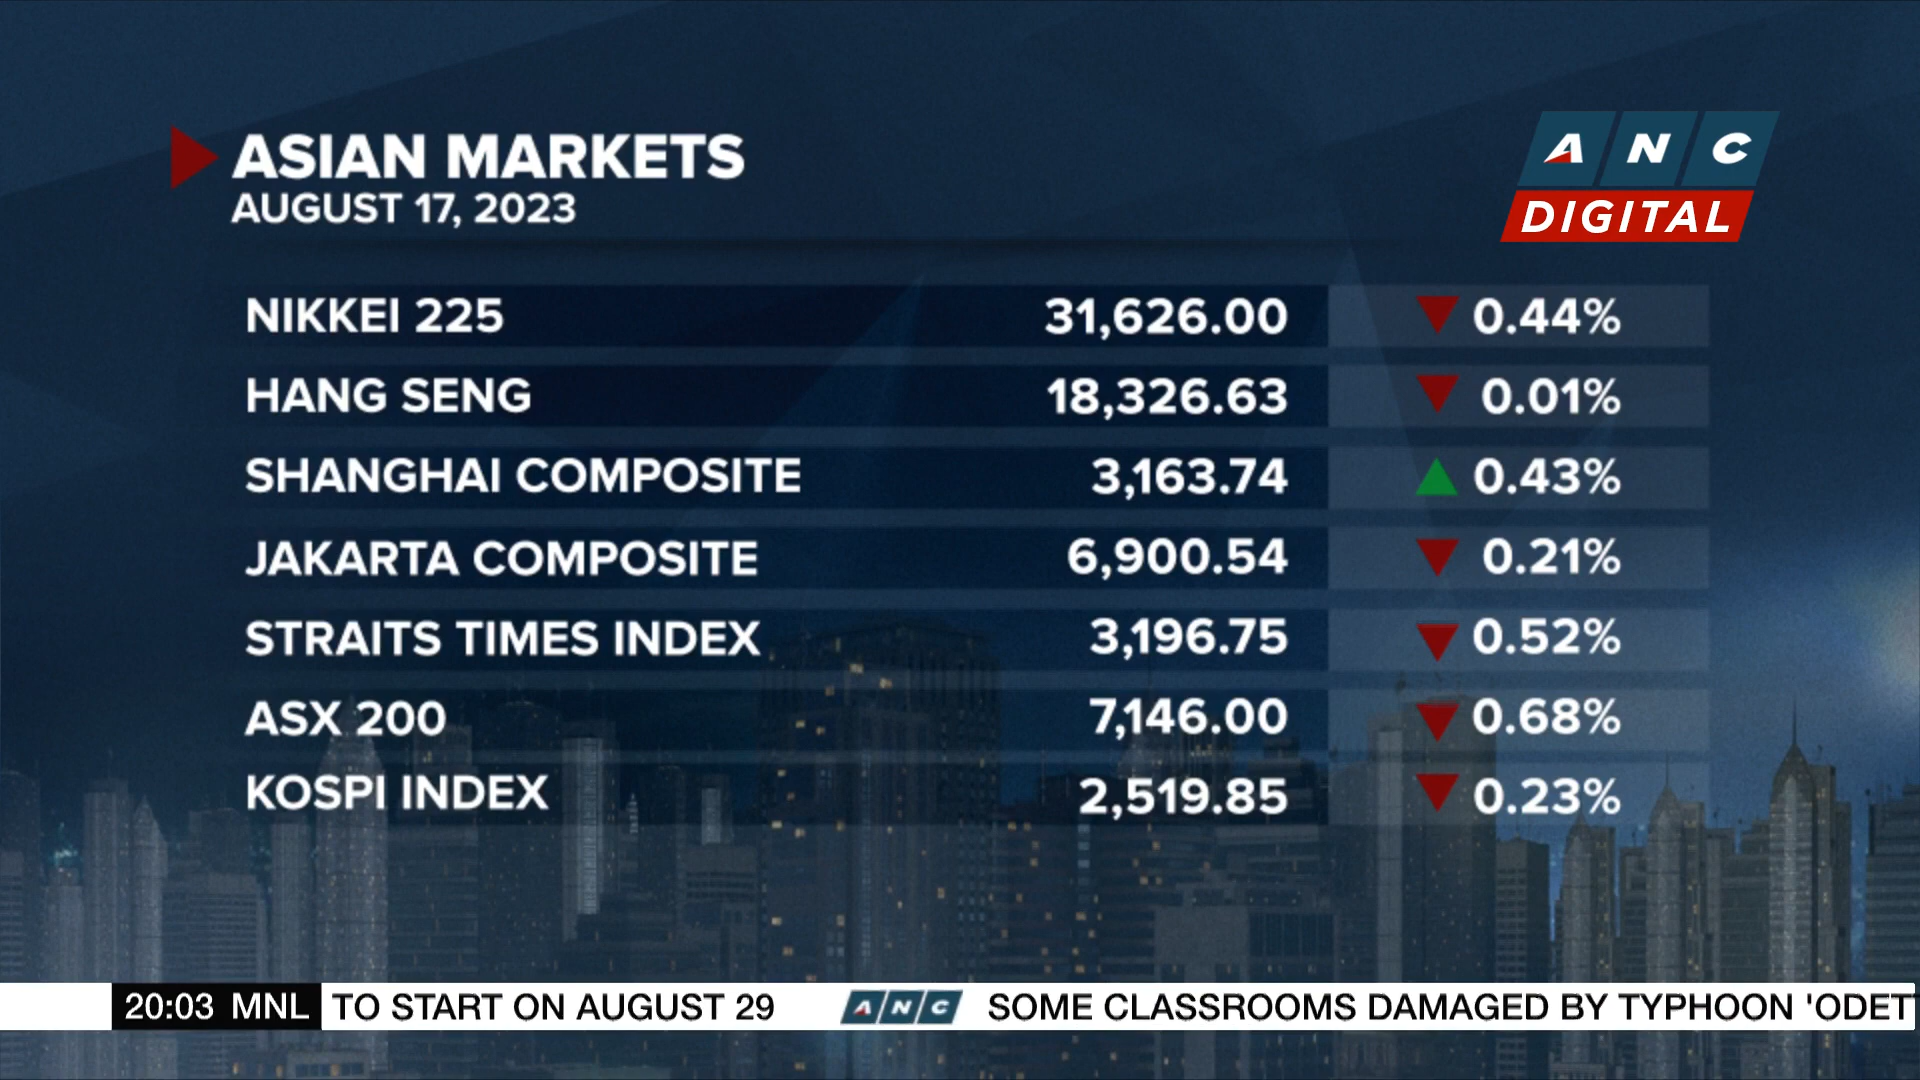 ASIAN MARKETS
AUGUST 17, 2023
ANC
DIGITAL
NIKKEI 225 31,626.00 ▼ 0.44%
HANG SENG 18,326.63 ▼ 0.01%
SHANGHAI COMPOSITE 3,163.74 ▲ 0.43%
JAKARTA COMPOSITE 6,900.54 ▼ 0.21%
STRAITS TIMES INDEX 3,196.75 ▼ 0.52%
ASX 200 7,146.00 ▼ 0.68%
KOSPI INDEX 2,519.85 ▼ 0.23%
20:03 MNL TO START ON AUGUST 29 ANC SOME CLASSROOMS DAMAGED BY TYPHOON 'ODET